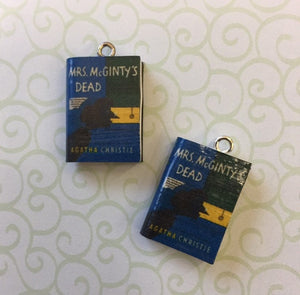 MRS. McGINTY'S
DEAD
AGATHA CHRISTIE
MRS. McGINTY'S
DEAD
AGATHA CHRISTIE